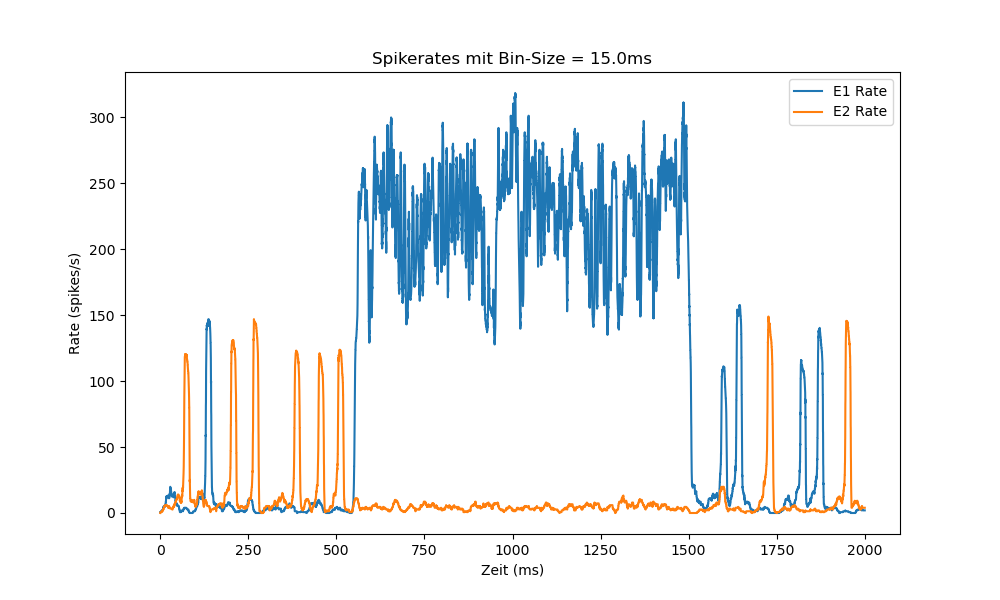 Spikerates mit Bin-Size = 15.0ms
E1 Rate
E2 Rate
Rate (spikes/s)
300
250
200
150
100
50
0
0 250 500 750 1000 1250 1500 1750 2000
Zeit (ms)